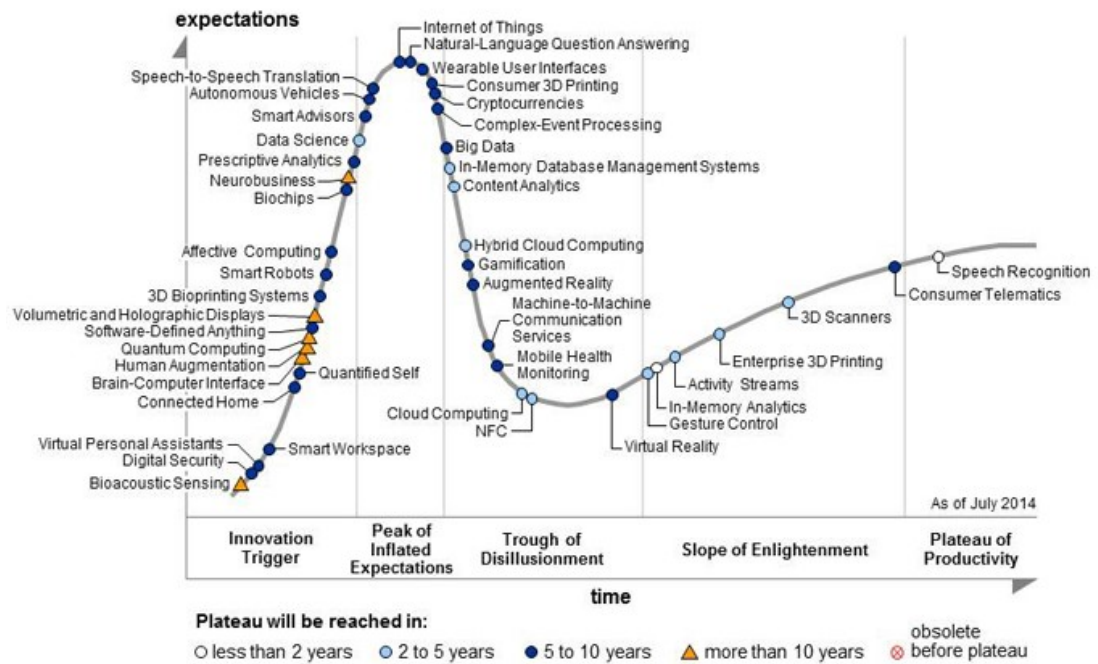 expectations
Internet of Things
Natural-Language Question Answering
Wearable User Interfaces
Consumer 3D Printing
Cryptocurrencies
Complex-Event Processing
Speech-to-Speech Translation
Autonomous Vehicles
Smart Advisors
Data Science
Prescriptive Analytics
Neurobusiness
Biochips
Big Data
In-Memory Database Management Systems
Content Analytics
Affective Computing
Smart Robots
3D Bioprinting Systems
Volumetric and Holographic Displays
Software-Defined Anything
Quantum Computing
Human Augmentation
Brain-Computer Interface
Connected Home
Quantified Self
Hybrid Cloud Computing
Gamification
Augmented Reality
Machine-to-Machine
Communication
Services
Mobile Health
Monitoring
Cloud Computing
NFC
Virtual Personal Assistants
Digital Security
Bioacoustic Sensing
Smart Workspace
Speech Recognition
Consumer Telematics
3D Scanners
Enterprise 3D Printing
Activity Streams
In-Memory Analytics
Gesture Control
Virtual Reality
As of July 2014
Innovation
Trigger
Peak of
Inflated
Expectations
Trough of
Disillusionment
Slope of Enlightenment
Plateau of
Productivity
time
Plateau will be reached in:
less than 2 years
2 to 5 years
5 to 10 years
more than 10 years
obsolete
before plateau